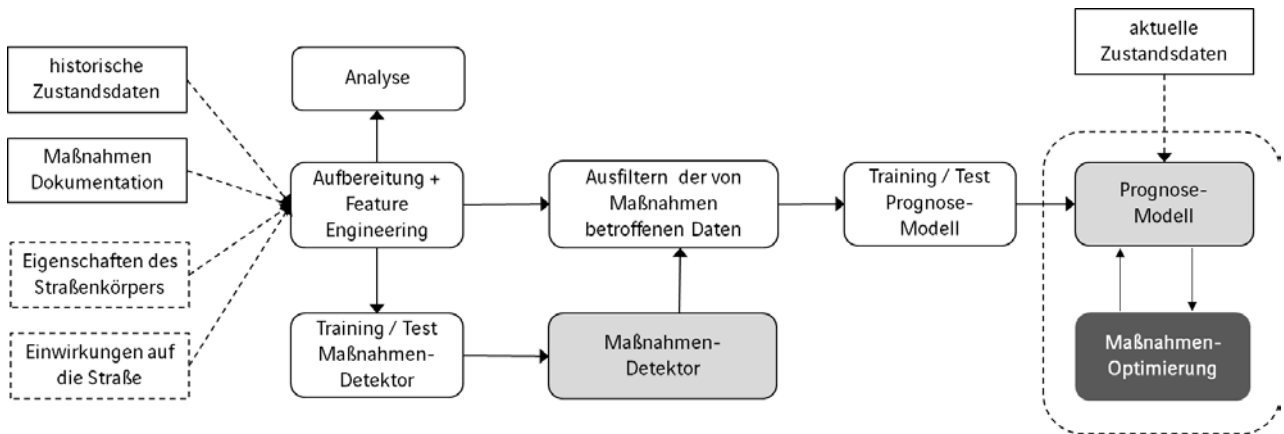 historische
Zustandsdaten
Maßnahmen
Dokumentation
Eigenschaften des
Straßenkörpers
Einwirkungen auf
die Straße
Analyse
Aufbereitung +
Feature
Engineering
Training / Test
Maßnahmen-
Detektor
Ausfiltern der von
Maßnahmen
betroffenen Daten
Maßnahmen-
Detektor
Training / Test
Prognose-
Modell
aktuelle
Zustandsdaten
Prognose-
Modell
Maßnahmen-
Optimierung